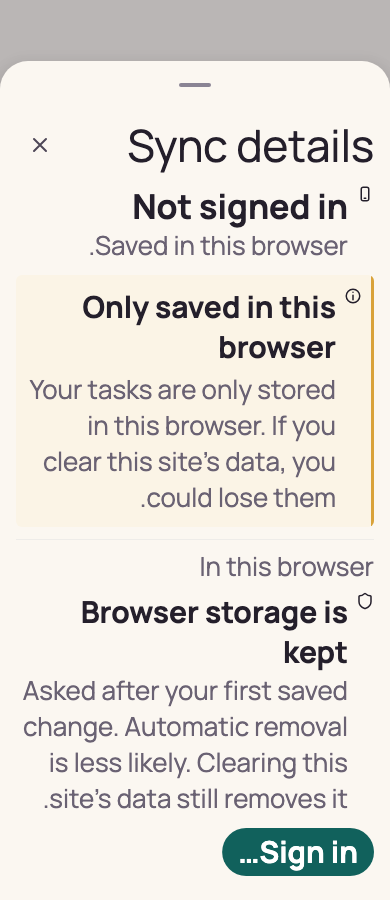 Sync details
Not signed in
.Saved in this browser
Only saved in this
browser
Your tasks are only stored
in this browser. If you
clear this site's data, you
.could lose them
In this browser
Browser storage is
kept
Asked after your first saved
change. Automatic removal
is less likely. Clearing this
.site's data still removes it
...Sign in